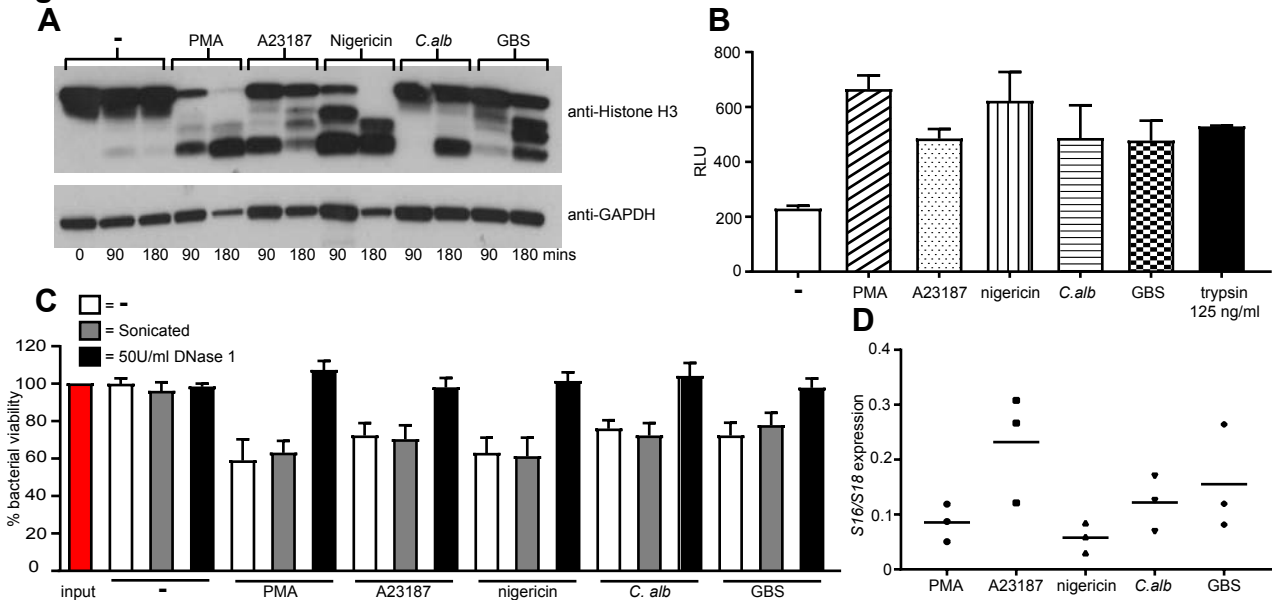 A
-
PMA
A23187
Nigericin
C.alb
GBS
anti-Histone H3
anti-GAPDH
0 90 180 90 180 90 180 90 180 90 180 90 180 mins
B
800
600
400
200
0
RLU
-
PMA
A23187
nigericin
C.alb
GBS
trypsin
125 ng/ml
C
= -
= Sonicated
= 50U/ml DNase 1
120
100
80
60
40
20
0
% bacterial viability
input
-
PMA
A23187
nigericin
C. alb
GBS
D
0.4
0.3
0.2
0.1
0
S16/S18 expression
PMA
A23187
nigericin
C.alb
GBS